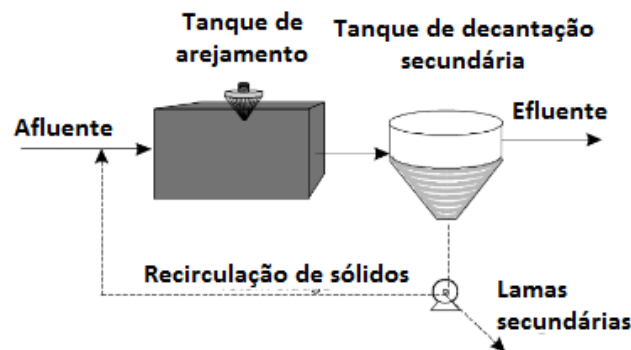 Tanque de
arejamento
Tanque de decantação
secundária
Afluente
Efluente
Recirculação de sólidos
Lamas
secundárias